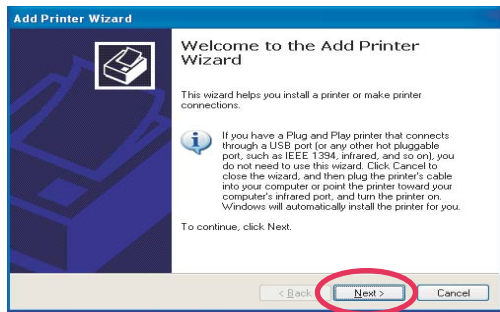 Add Printer Wizard
Welcome to the Add Printer
Wizard
This wizard helps you install a printer or make printer
connections.
If you have a Plug and Play printer that connects
through a USB port (or any other hot pluggable
port, such as IEEE 1394, infrared, and so on), you
do not need to use this wizard. Click Cancel to
close the wizard, and then plug the printer's cable
into your computer or point the printer toward your
computer's infrared port, and turn the printer on.
Windows will automatically install the printer for you.
To continue, click Next.
< Back Next > Cancel